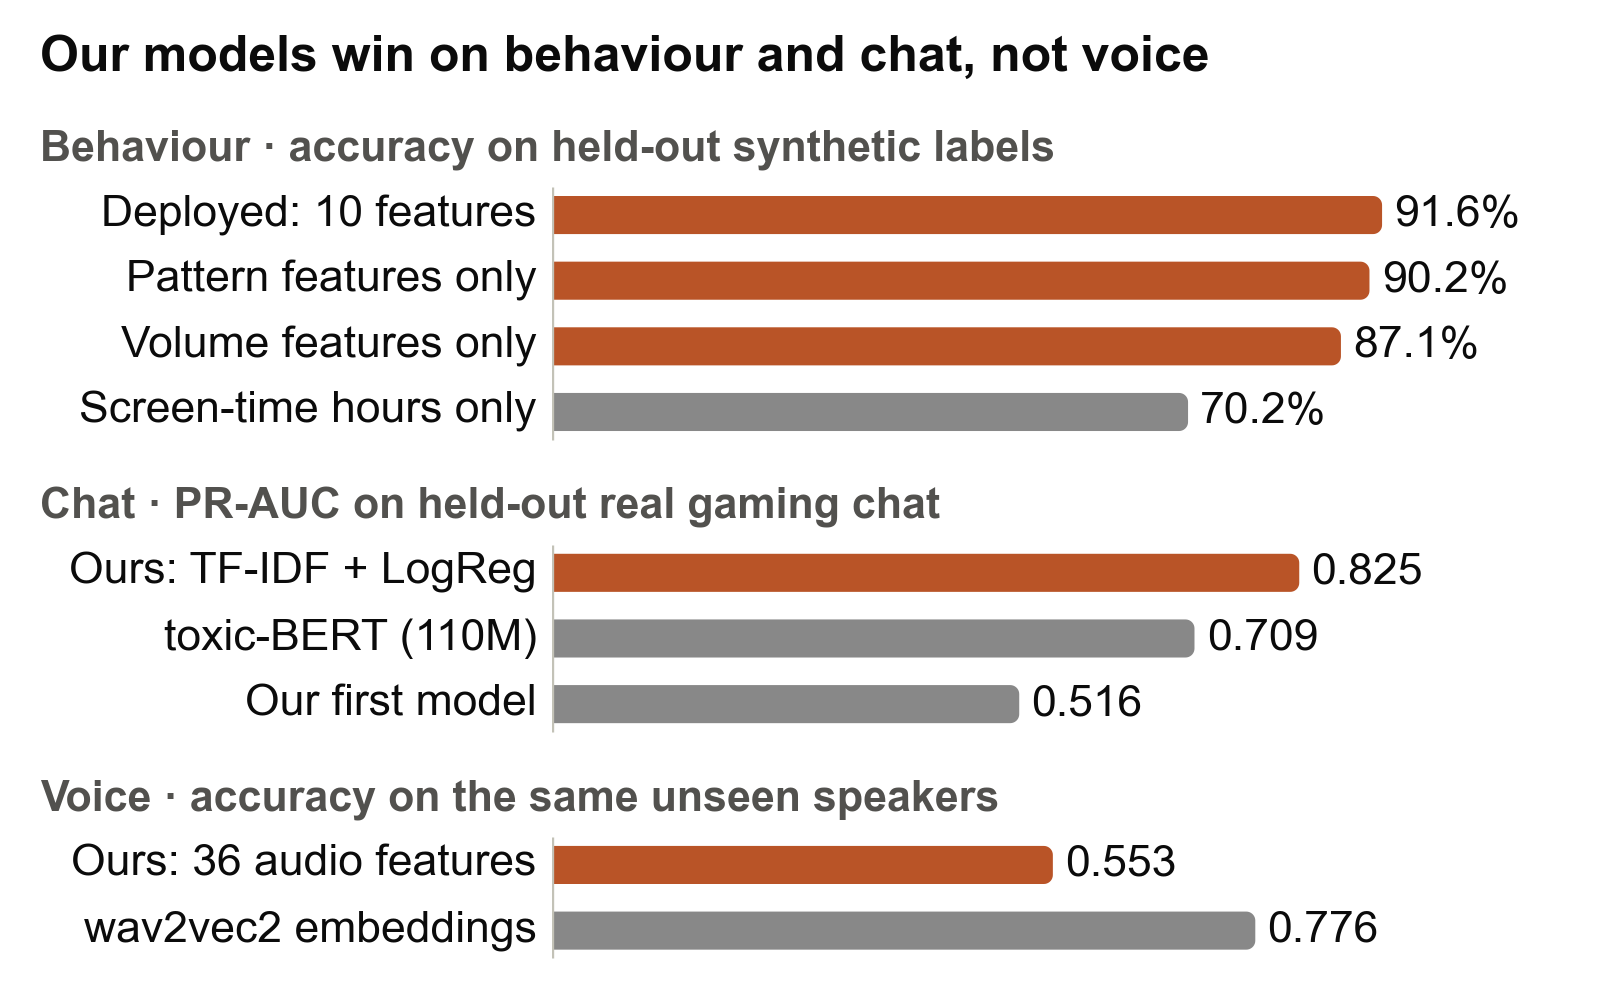 Our models win on behaviour and chat, not voice
Behaviour · accuracy on held-out synthetic labels
Deployed: 10 features 91.6%
Pattern features only 90.2%
Volume features only 87.1%
Screen-time hours only 70.2%
Chat · PR-AUC on held-out real gaming chat
Ours: TF-IDF + LogReg 0.825
toxic-BERT (110M) 0.709
Our first model 0.516
Voice · accuracy on the same unseen speakers
Ours: 36 audio features 0.553
wav2vec2 embeddings 0.776